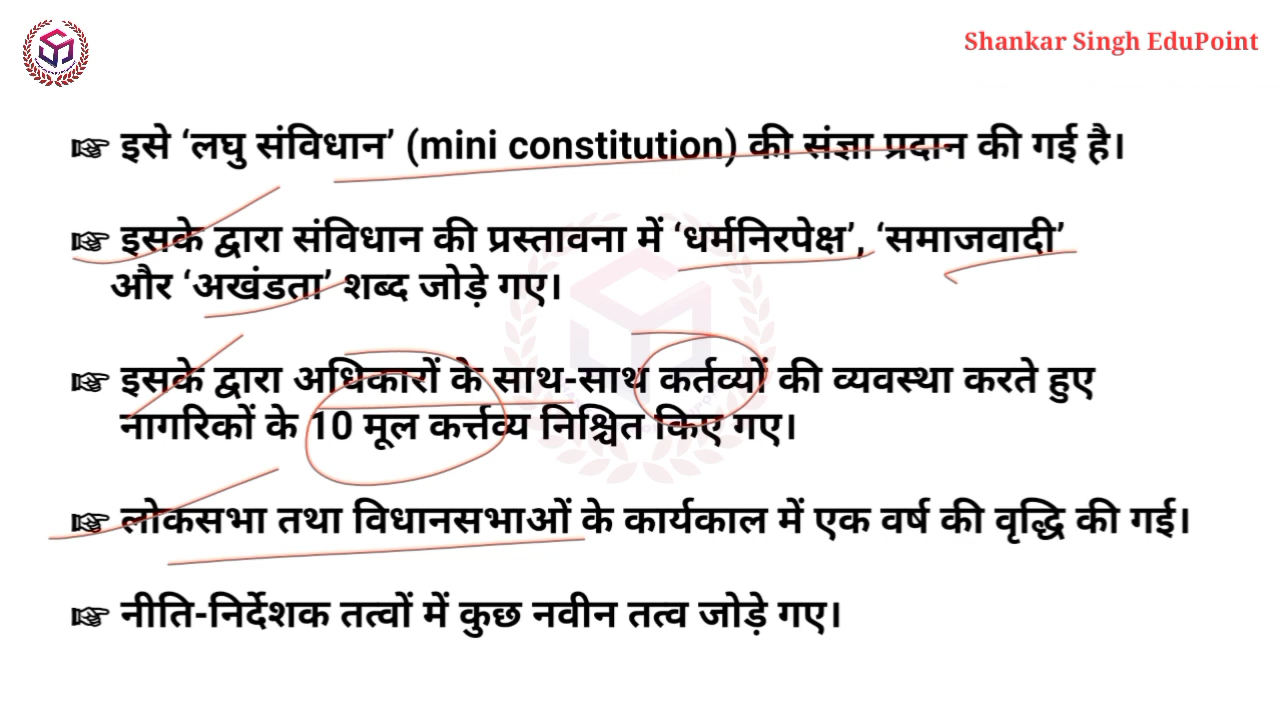 Shankar Singh EduPoint
☞ इसे ‘लघु संविधान’ (mini constitution) की संज्ञा प्रदान की गई है।
☞ इसके द्वारा संविधान की प्रस्तावना में ‘धर्मनिरपेक्ष’, ‘समाजवादी’
और ‘अखंडता’ शब्द जोड़े गए।
☞ इसके द्वारा अधिकारों के साथ-साथ कर्तव्यों की व्यवस्था करते हुए
नागरिकों के 10 मूल कर्त्तव्य निश्चित किए गए।
☞ लोकसभा तथा विधानसभाओं के कार्यकाल में एक वर्ष की वृद्धि की गई।
☞ नीति-निर्देशक तत्वों में कुछ नवीन तत्व जोड़े गए।